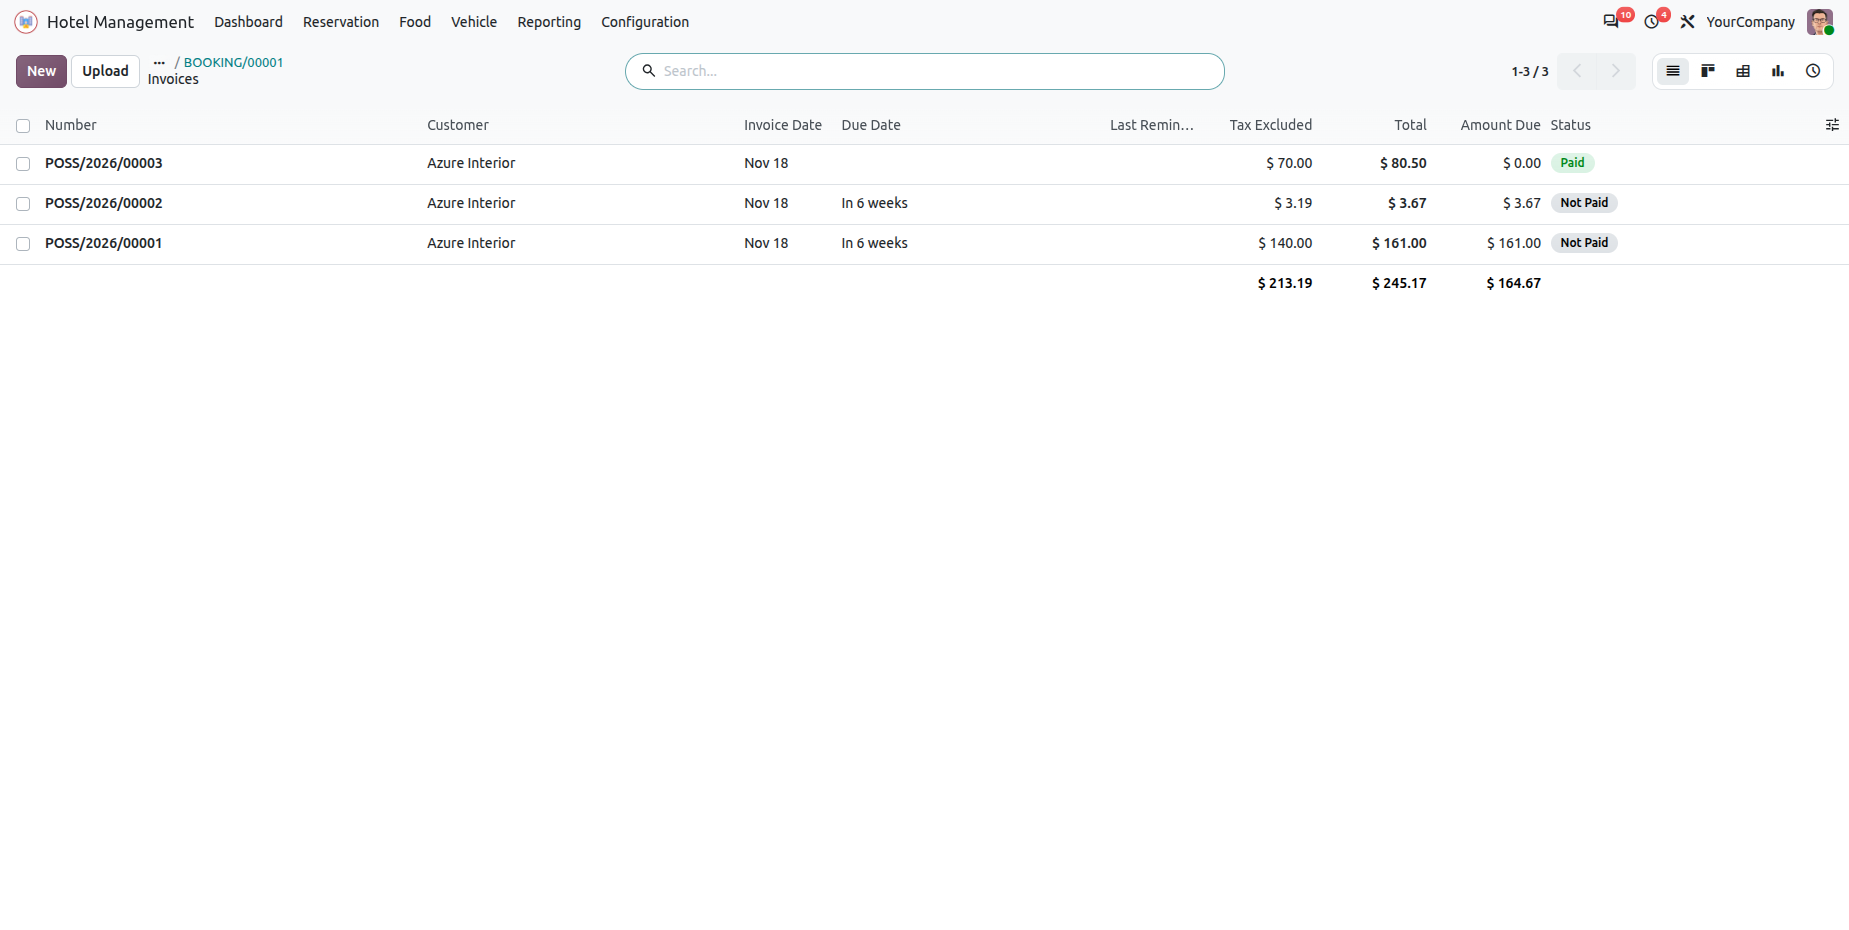 Hotel Management Dashboard Reservation Food Vehicle Reporting Configuration 10 4 YourCompany
New Upload ... / BOOKING/00001 Search... 1-3 / 3
Invoices
Number Customer Invoice Date Due Date Last Remin... Tax Excluded Total Amount Due Status
POSS/2026/00003 Azure Interior Nov 18 $ 70.00 $ 80.50 $ 0.00 Paid
POSS/2026/00002 Azure Interior Nov 18 In 6 weeks $ 3.19 $ 3.67 $ 3.67 Not Paid
POSS/2026/00001 Azure Interior Nov 18 In 6 weeks $ 140.00 $ 161.00 $ 161.00 Not Paid
$ 213.19 $ 245.17 $ 164.67